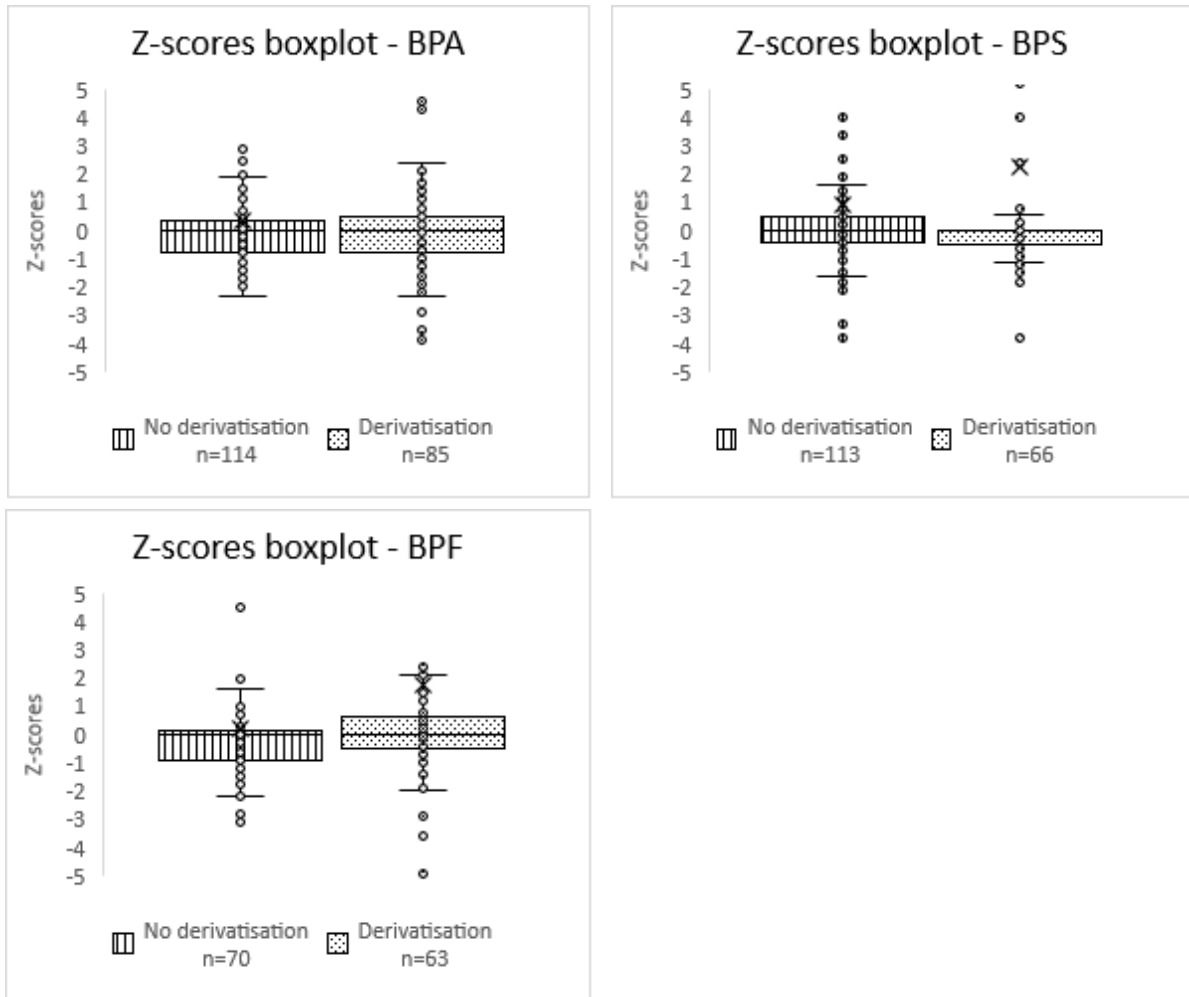 Z-scores boxplot - BPA
Z-scores
5
4
3
2
1
0
-1
-2
-3
-4
-5
No derivatisation
n=114
Derivatisation
n=85
Z-scores boxplot - BPS
Z-scores
5
4
3
2
1
0
-1
-2
-3
-4
-5
No derivatisation
n=113
Derivatisation
n=66
Z-scores boxplot - BPF
Z-scores
5
4
3
2
1
0
-1
-2
-3
-4
-5
No derivatisation
n=70
Derivatisation
n=63